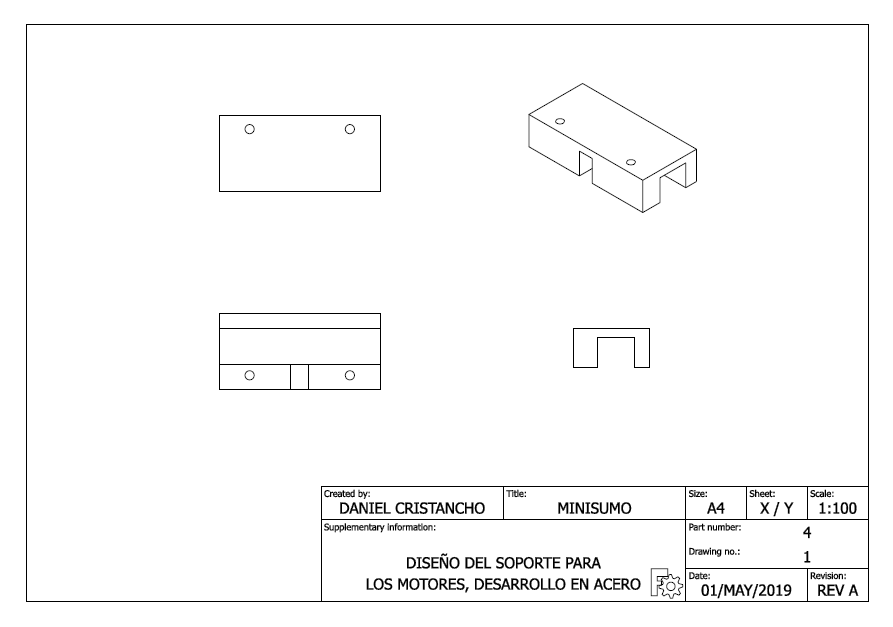 Created by:
DANIEL CRISTANCHO
Title:
MINISUMO
Size:
A4
Sheet:
X / Y
Scale:
1:100
Supplementary information:
DISEÑO DEL SOPORTE PARA
LOS MOTORES, DESARROLLO EN ACERO
Part number:
4
Drawing no.:
1
Date:
01/MAY/2019
Revision:
REV A